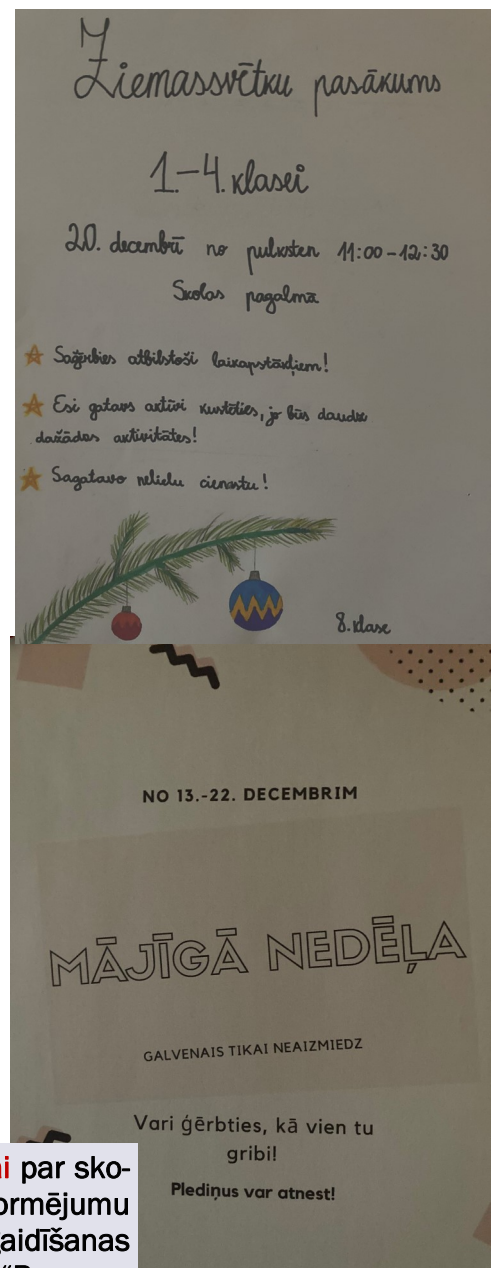 Ziemassvētku pasākums
1.-4. klasei
20. decembrī no pulksten 11:00-12:30
Skolas pagalmā
Saģērbies atbilstoši laikapstākļiem!
Esi gatavs aktīvi kustēties, jo būs daudz
dažādas aktivitātes!
Sagatavo nelielu cienastu!
8. klase
NO 13.-22. DECEMBRIM
MĀJĪGĀ NEDĒĻA
GALVENAIS TIKAI NEAIZMIEDZ
Vari ģērbties, kā vien tu
gribi!
Plediņus var atnest!
i par sko-
ormējumu
aidīšanas